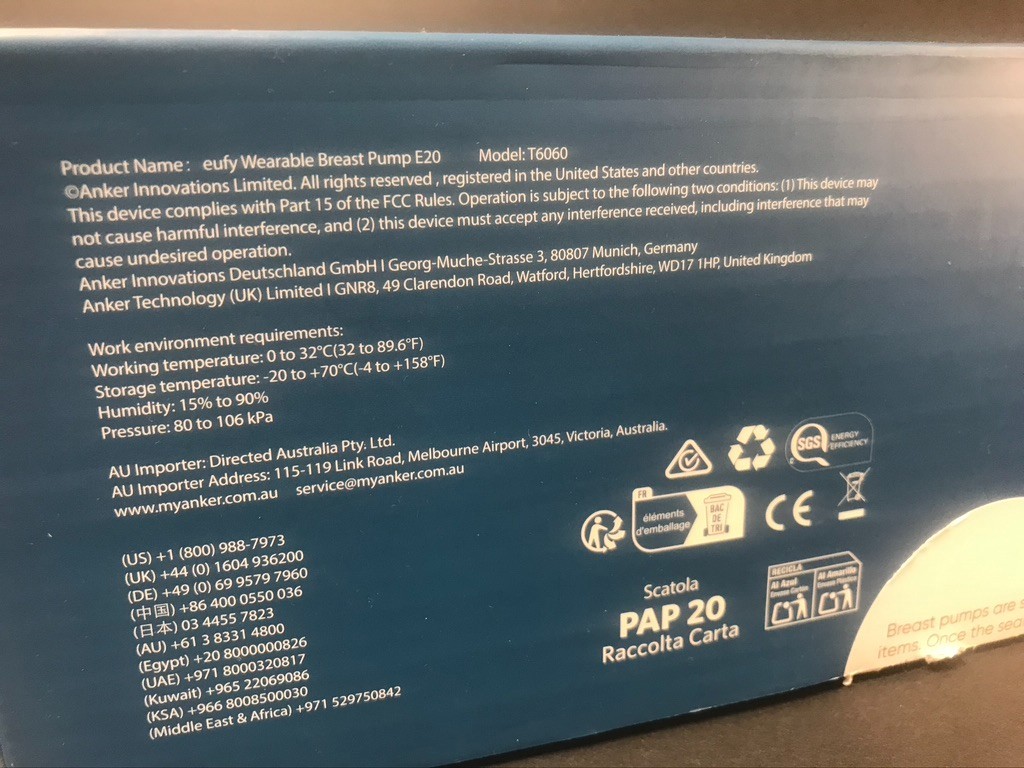 Product Name: eufy Wearable Breast Pump E20 Model: T6060
©Anker Innovations Limited. All rights reserved , registered in the United States and other countries.
This device complies with Part 15 of the FCC Rules. Operation is subject to the following two conditions: (1) This device may
not cause harmful interference, and (2) this device must accept any interference received, including interference that may
cause undesired operation.
Anker Innovations Deutschland GmbH I Georg-Muche-Strasse 3, 80807 Munich, Germany
Anker Technology (UK) Limited I GNR8, 49 Clarendon Road, Watford, Hertfordshire, WD17 1HP, United Kingdom
Work environment requirements:
Working temperature: 0 to 32°C(32 to 89.6°F)
Storage temperature: -20 to +70°C(-4 to +158°F)
Humidity: 15% to 90%
Pressure: 80 to 106 kPa
AU Importer: Directed Australia Pty. Ltd.
AU Importer Address: 115-119 Link Road, Melbourne Airport, 3045, Victoria, Australia.
www.myanker.com.au service@myanker.com.au
(US) +1 (800) 988-7973
(UK) +44 (0) 1604 936200
(DE) +49 (0) 69 9579 7960
(中国) +86 400 0550 036
(日本) 03 4455 7823
(AU) +61 3 8331 4800
(Egypt) +20 8000000826
(UAE) +971 8000320817
(Kuwait) +965 22069086
(KSA) +966 8008500030
(Middle East & Africa) +971 529750842
SGS ENERGY
EFFICIENCY
FR
éléments
d'emballage
BAC
DE
TRI
CE
Scatola
PAP 20
Raccolta Carta
RECICLA
Al Azul
Envase Cartón
Al Amarillo
Envase Plástico
Breast pumps are
items. Once the